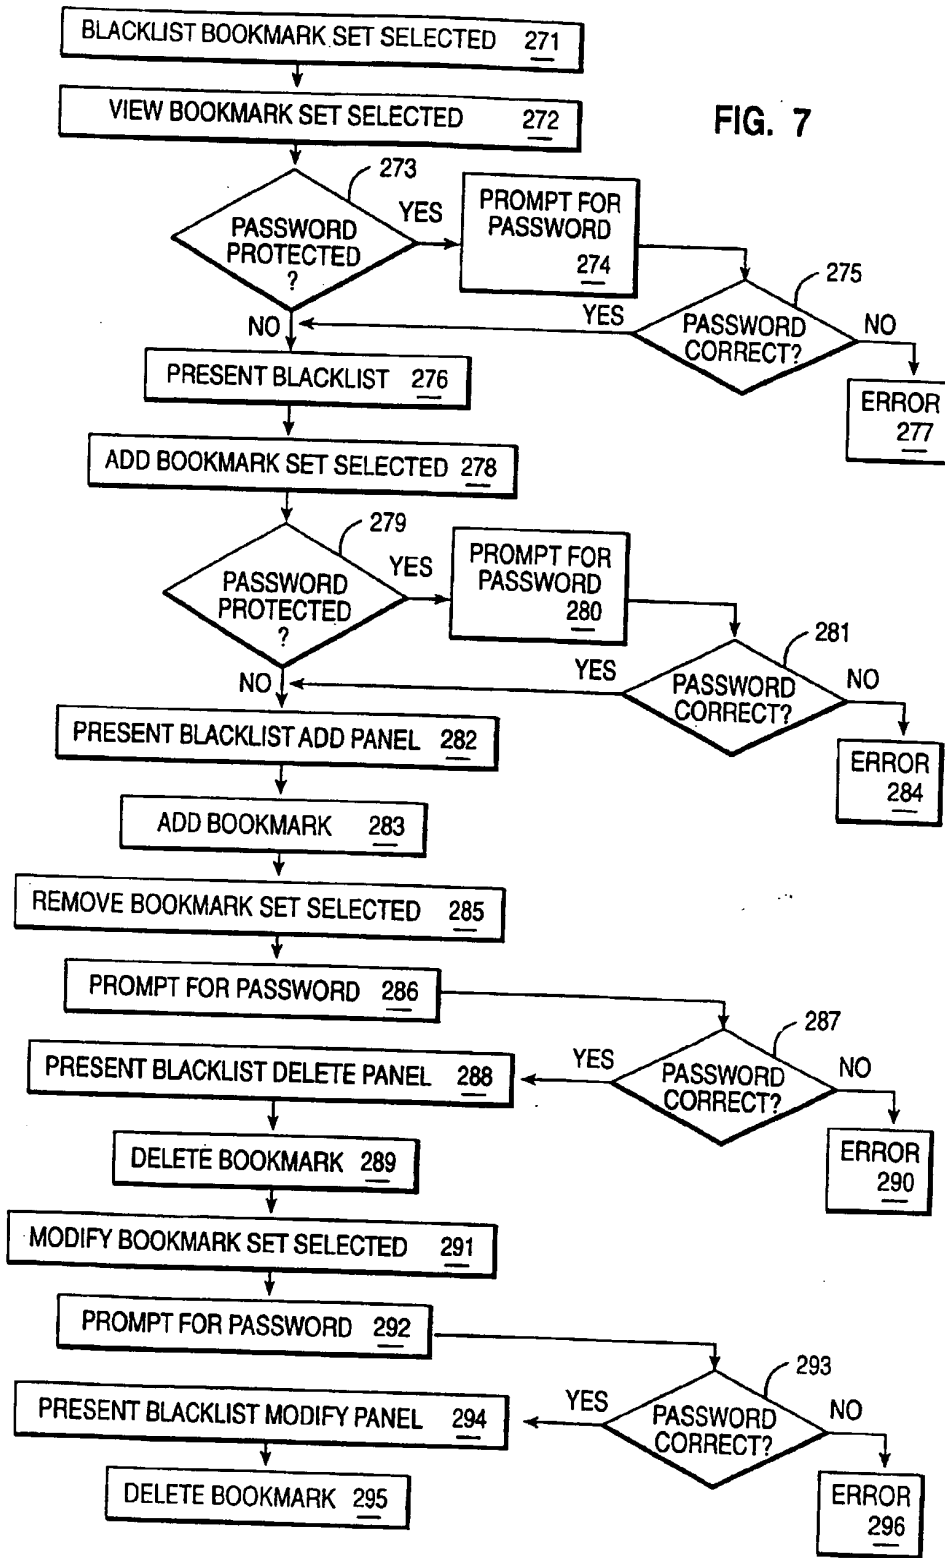 BLACKLIST BOOKMARK SET SELECTED 271
VIEW BOOKMARK SET SELECTED 272
FIG. 7
273
PASSWORD
PROTECTED
?
YES
PROMPT FOR
PASSWORD
274
275
PASSWORD
CORRECT?
YES
NO
NO
ERROR
277
PRESENT BLACKLIST 276
ADD BOOKMARK SET SELECTED 278
279
PASSWORD
PROTECTED
?
YES
PROMPT FOR
PASSWORD
280
281
PASSWORD
CORRECT?
YES
NO
NO
ERROR
284
PRESENT BLACKLIST ADD PANEL 282
ADD BOOKMARK 283
REMOVE BOOKMARK SET SELECTED 285
PROMPT FOR PASSWORD 286
287
PASSWORD
CORRECT?
YES
NO
PRESENT BLACKLIST DELETE PANEL 288
ERROR
290
DELETE BOOKMARK 289
MODIFY BOOKMARK SET SELECTED 291
PROMPT FOR PASSWORD 292
293
PASSWORD
CORRECT?
YES
NO
PRESENT BLACKLIST MODIFY PANEL 294
ERROR
296
DELETE BOOKMARK 295